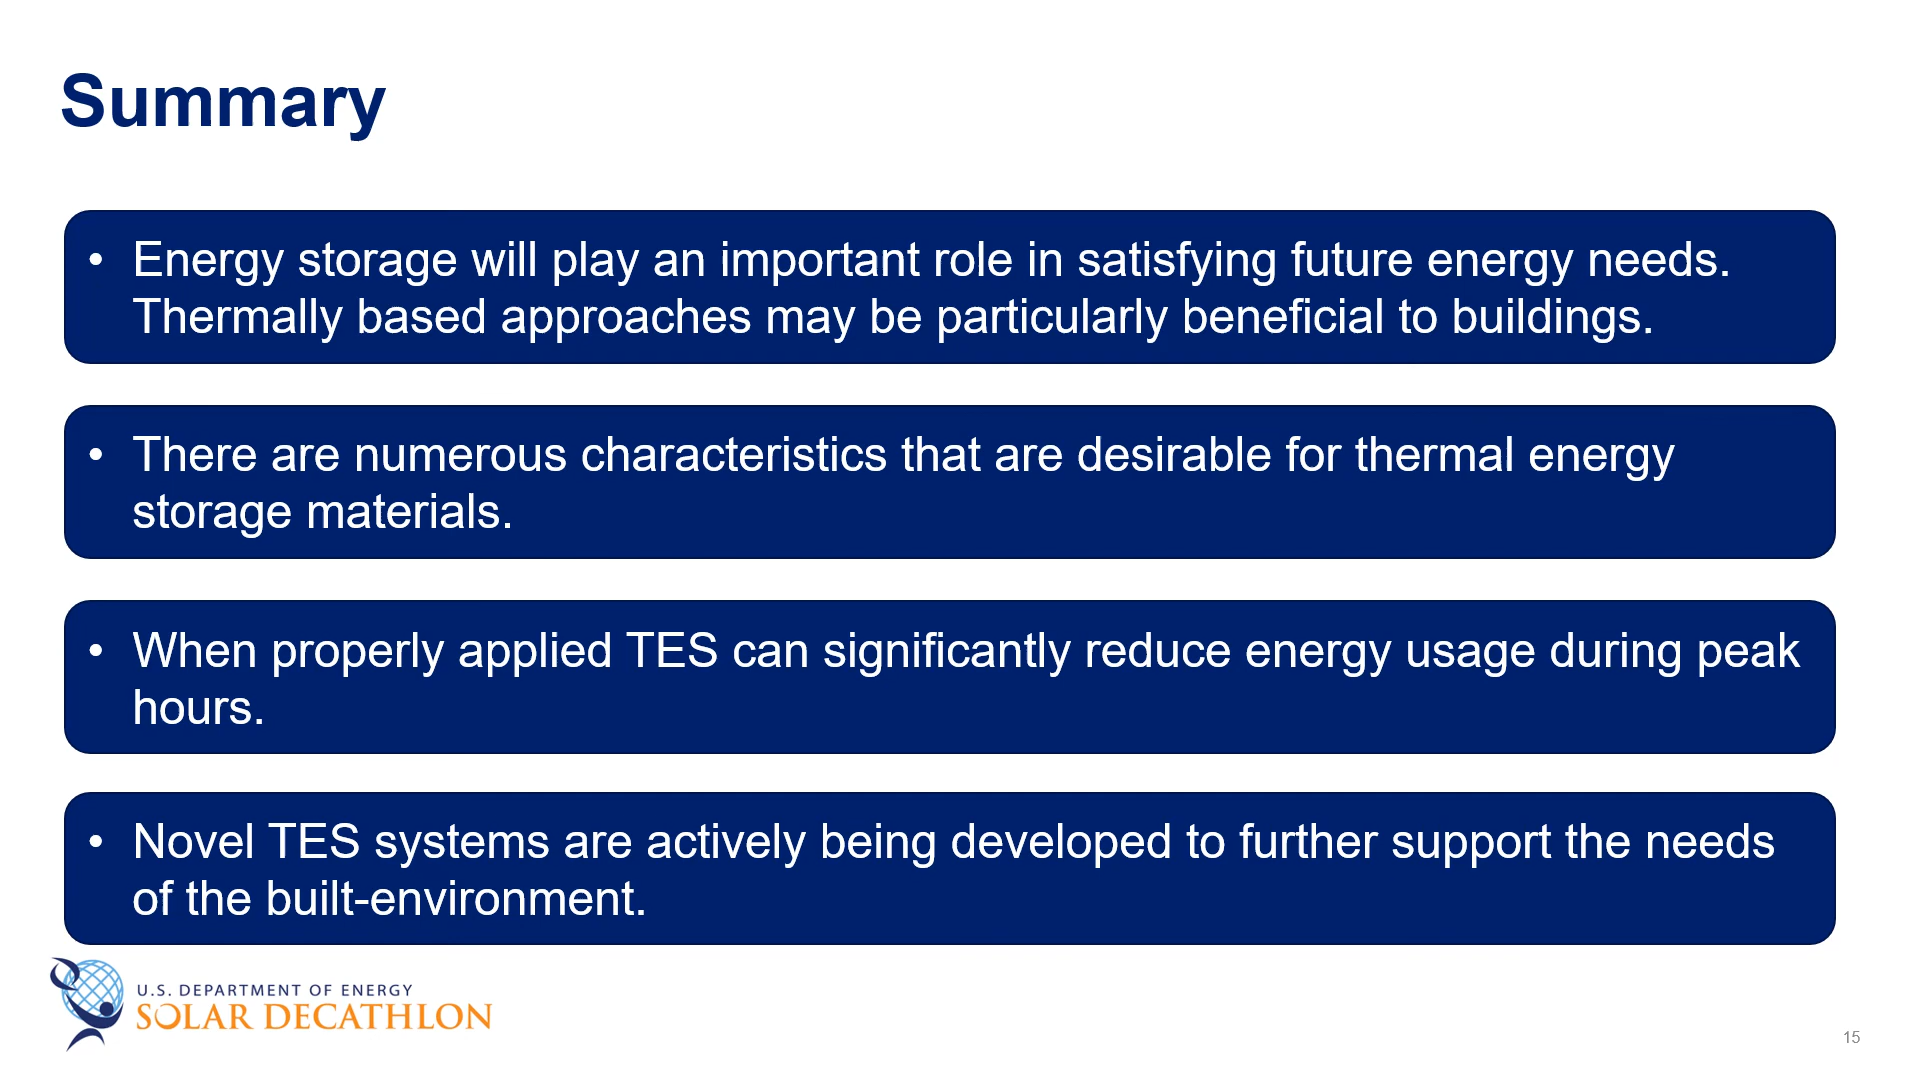 Summary
• Energy storage will play an important role in satisfying future energy needs.
Thermally based approaches may be particularly beneficial to buildings.
• There are numerous characteristics that are desirable for thermal energy
storage materials.
• When properly applied TES can significantly reduce energy usage during peak
hours.
• Novel TES systems are actively being developed to further support the needs
of the built-environment.
U.S. DEPARTMENT OF ENERGY
SOLAR DECATHLON
15